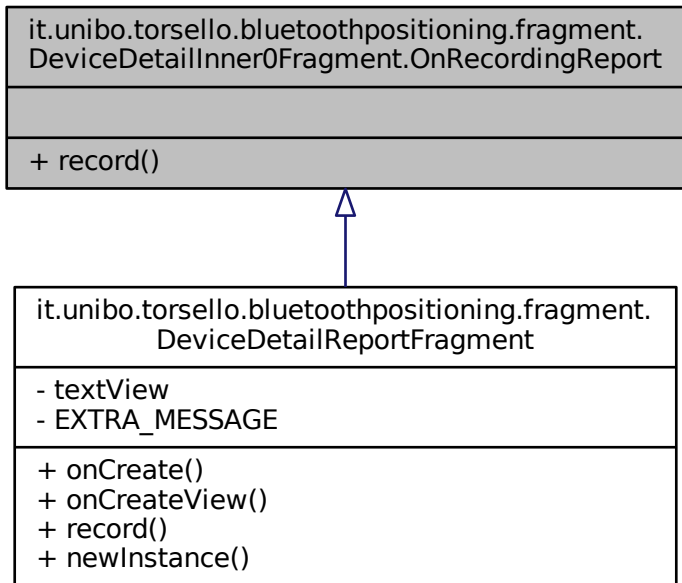 it.unibo.torsello.bluetoothpositioning.fragment.
DeviceDetailInner0Fragment.OnRecordingReport
+ record()
it.unibo.torsello.bluetoothpositioning.fragment.
DeviceDetailReportFragment
- textView
- EXTRA_MESSAGE
+ onCreate()
+ onCreateView()
+ record()
+ newInstance()